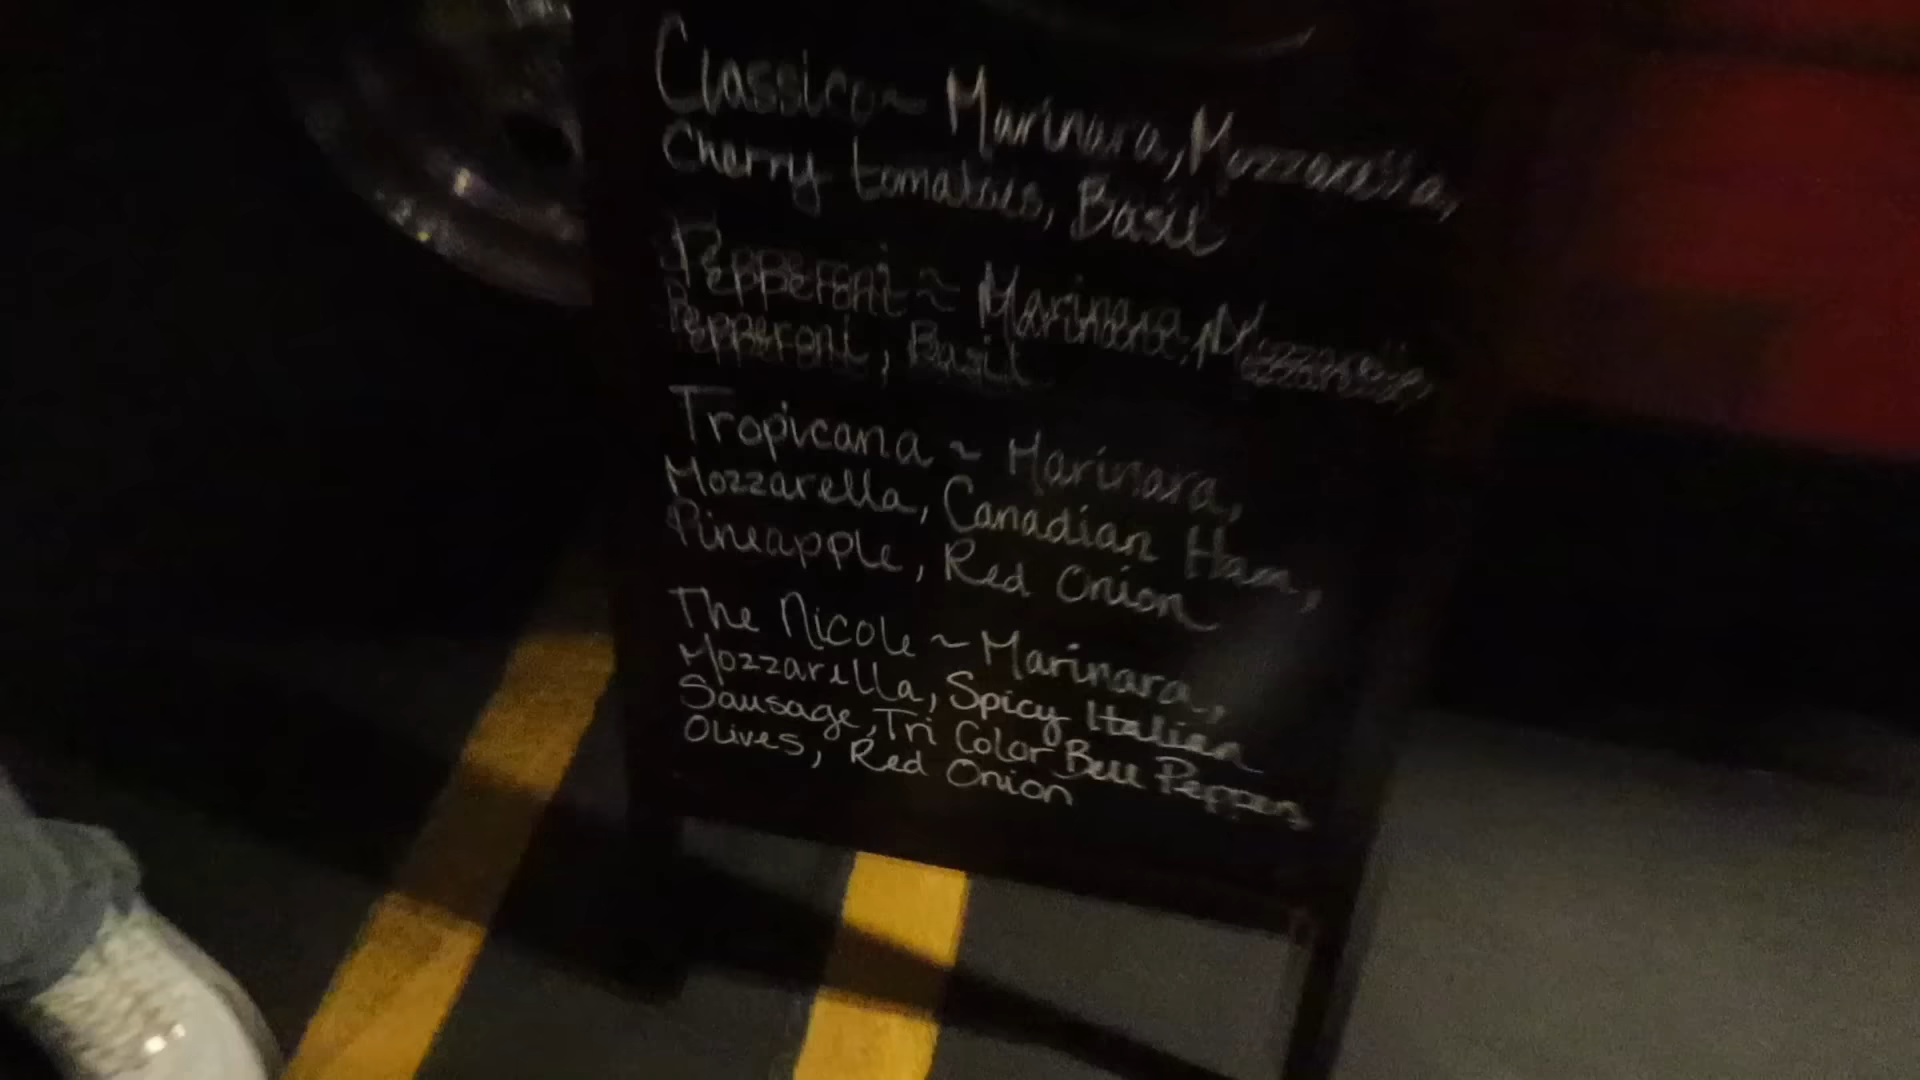 Classico~ Marinara, Mozzarella,
Cherry tomatoes, Basil
Pepperoni ~ Marinara, Mozzarella,
Pepperoni, Basil
Tropicana ~ Marinara,
Mozzarella, Canadian Ham,
Pineapple, Red Onion
The Nicole ~ Marinara,
Mozzarella, Spicy Italian
Sausage, Tri Color Bell Peppers
Olives, Red Onion